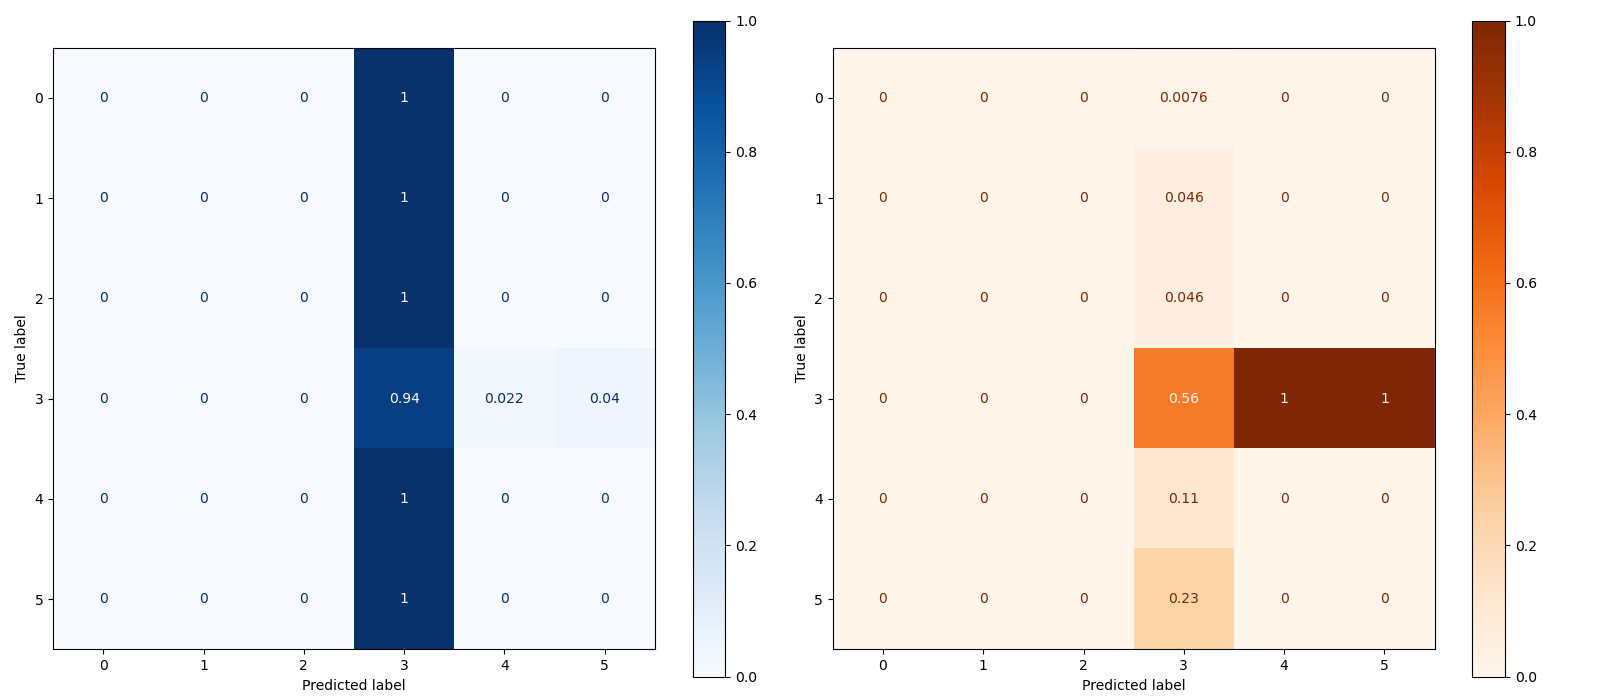 0 0 0 0 1 0 0
1 0 0 0 1 0 0
2 0 0 0 1 0 0
3 0 0 0 0.94 0.022 0.04
4 0 0 0 1 0 0
5 0 0 0 1 0 0
0 1 2 3 4 5
True label
Predicted label
1.0
0.8
0.6
0.4
0.2
0.0
0 0 0 0 0.0076 0 0
1 0 0 0 0.046 0 0
2 0 0 0 0.046 0 0
3 0 0 0 0.56 1 1
4 0 0 0 0.11 0 0
5 0 0 0 0.23 0 0
0 1 2 3 4 5
True label
Predicted label
1.0
0.8
0.6
0.4
0.2
0.0